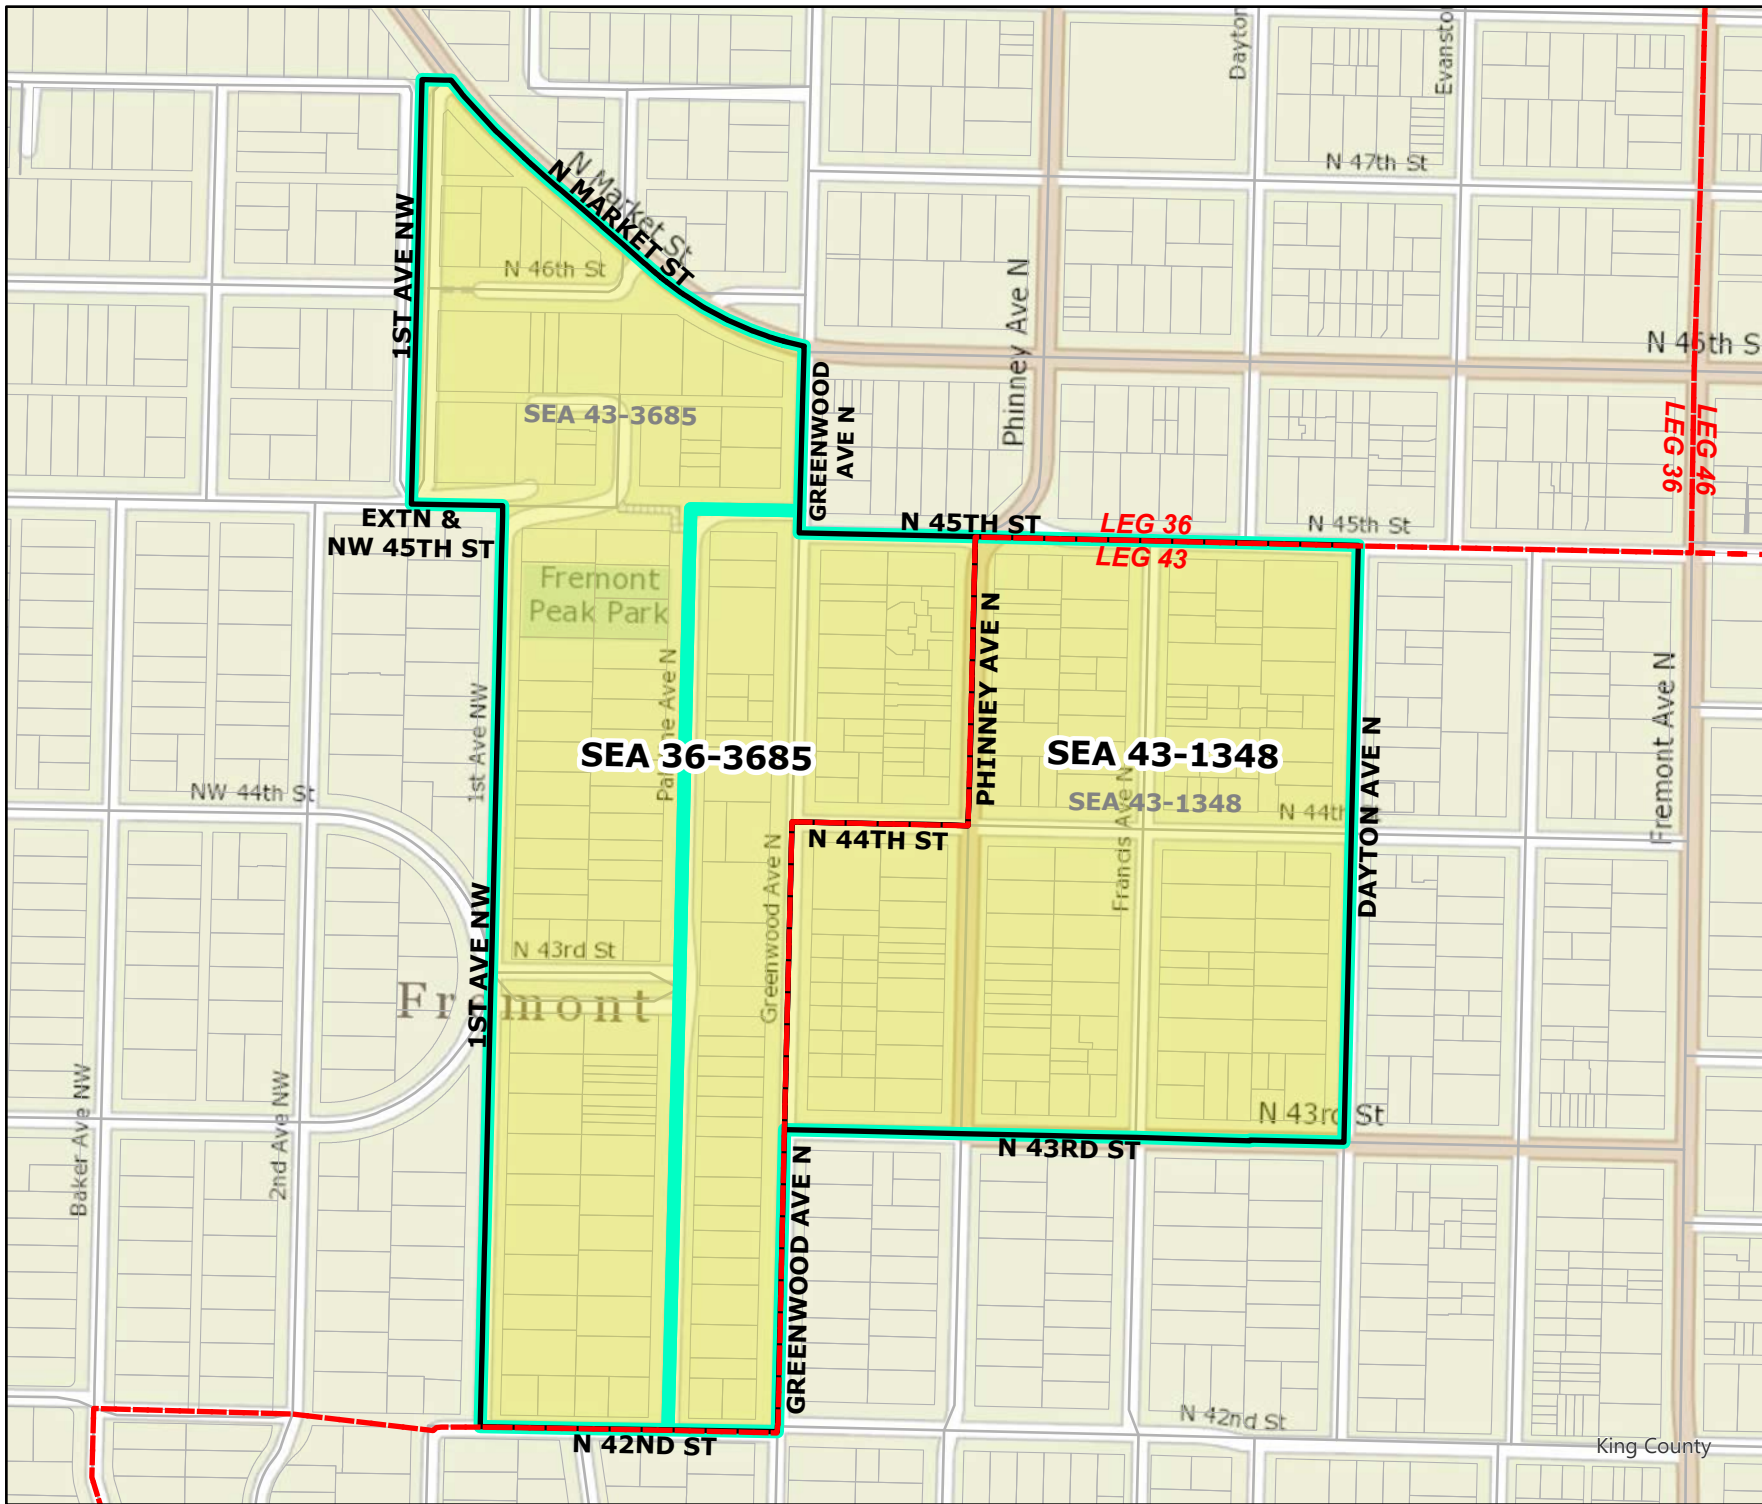 Dayton
Evansto
N 47th St
N Market St
N MARKET ST
1ST AVE NW
N 46th St
Phinney Ave N
N 46th S
GREENWOOD
AVE N
SEA 43-3685
LEG 36
LEG 46
EXTN &
NW 45TH ST
N 45TH ST
LEG 36
N 45th St
LEG 43
Fremont
Peak Park
PHINNEY AVE N
1st Ave NW
Fremont Ave N
SEA 36-3685
SEA 43-1348
SEA 43-1348
NW 44th St
N 44th
DAYTON AVE N
N 44TH ST
Greenwood Ave N
Francis Ave N
1ST AVE NW
N 43rd St
Fr mont
Baker Ave NW
2nd Ave NW
N 43rd St
N 43RD ST
GREENWOOD AVE N
N 42nd St
N 42ND ST
King County